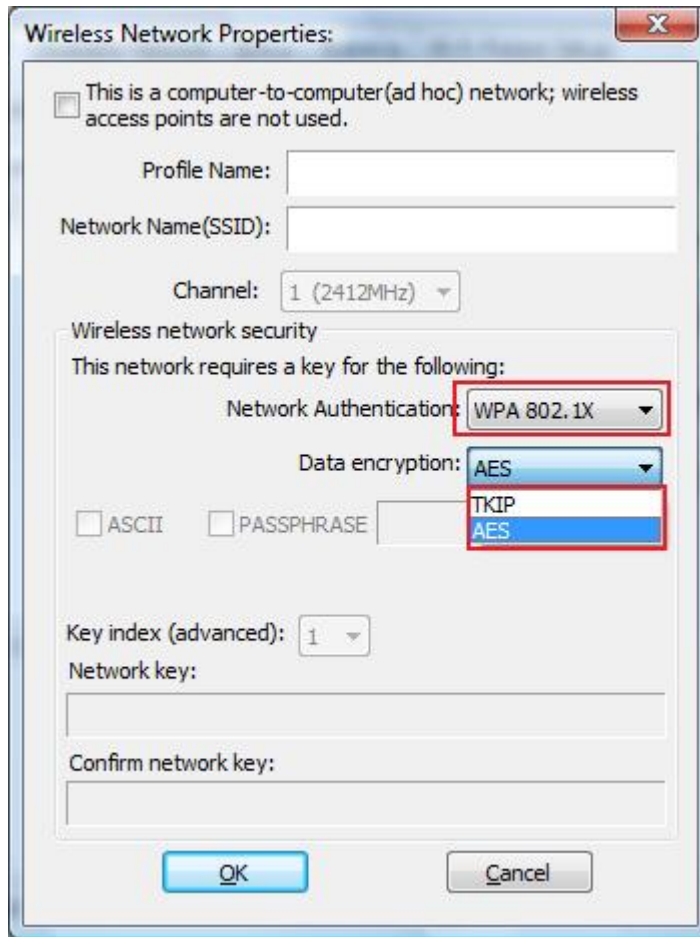 Wireless Network Properties:
This is a computer-to-computer(ad hoc) network; wireless
access points are not used.
Profile Name:
Network Name(SSID):
Channel: 1 (2412MHz)
Wireless network security
This network requires a key for the following:
Network Authentication: WPA 802.1X
Data encryption: AES
TKIP
ASCII PASSPHRASE AES
Key index (advanced): 1
Network key:
Confirm network key:
OK Cancel